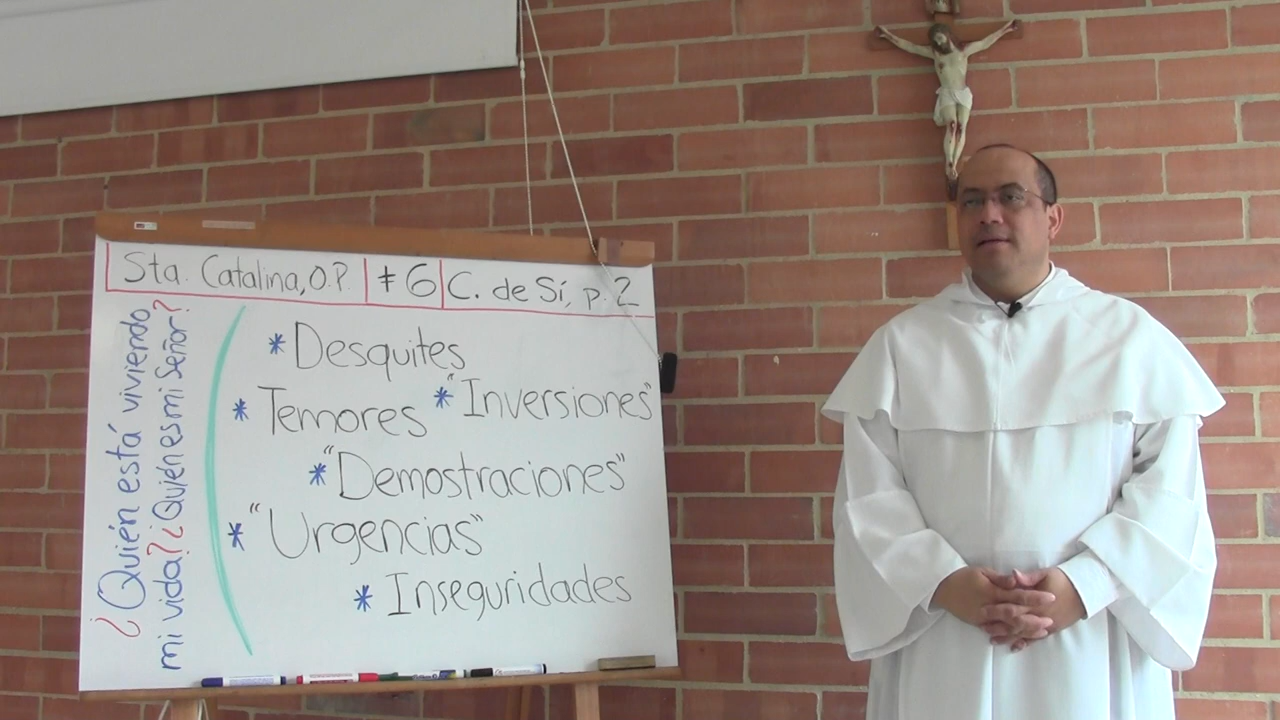 Sta. Catalina, O.P. #6 C. de Sí, p. 2
¿Quién está viviendo
mi vida? ¿Quién es mi Señor?
* Desquites
* Temores * "Inversiones"
* "Demostraciones"
* "Urgencias"
* Inseguridades